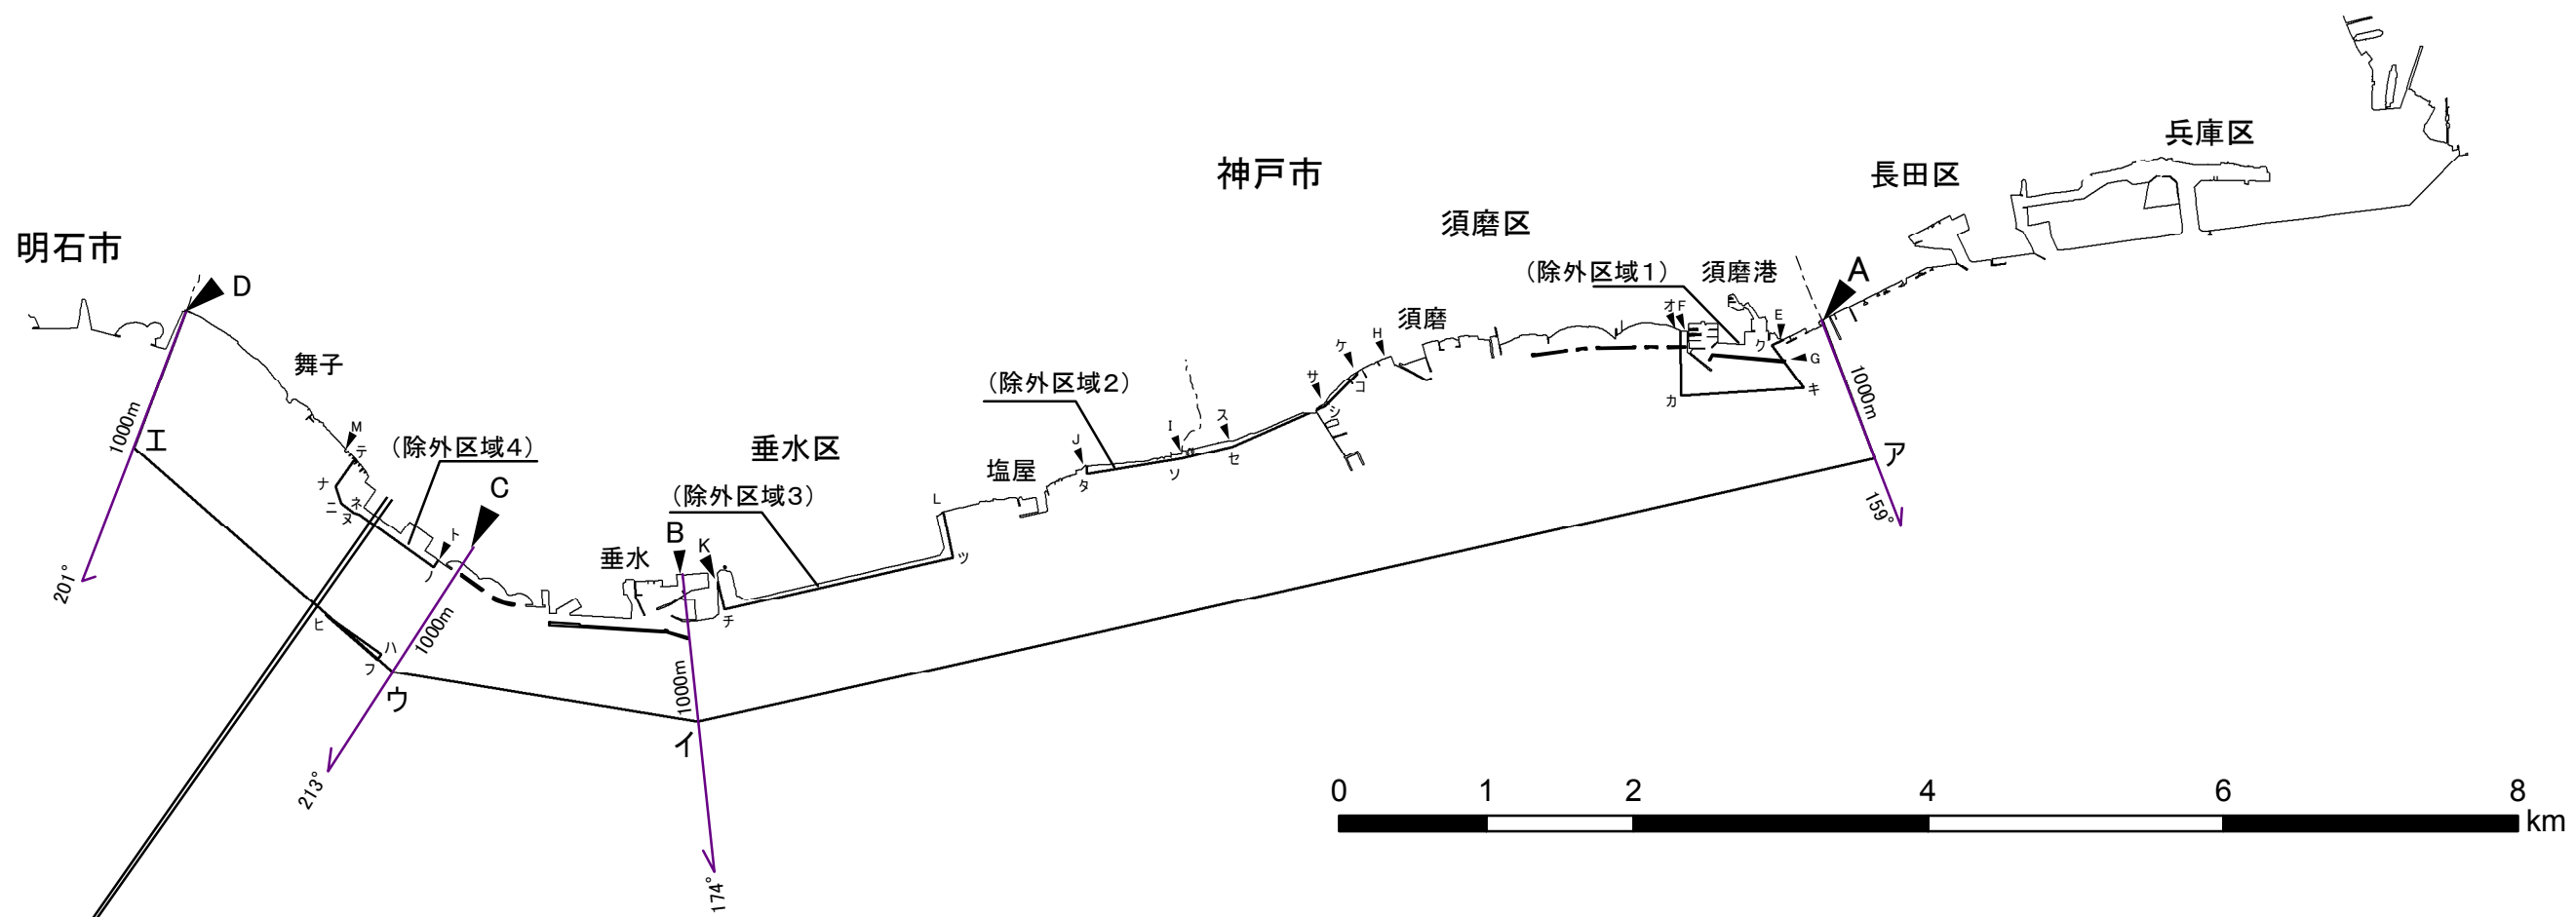 兵庫区
神戸市
長田区
須磨区
明石市
(除外区域1)
須磨港
A
D
オF
E
須磨
H
ケ
ク
G
舞子
サ
コ
キ
カ
1000m
(除外区域2)
シ
ス
I
J
セ
ソ
タ
1000m
エ
M
テ
(除外区域4)
垂水区
塩屋
ア
159°
ナ
ニ
ヌ
ネ
C
(除外区域3)
L
B
K
ト
ノ
垂水
ツ
201°
チ
ヒ
ハ
フ
1000m
ウ
1000m
イ
213°
174°
0 1 2 4 6 8
km